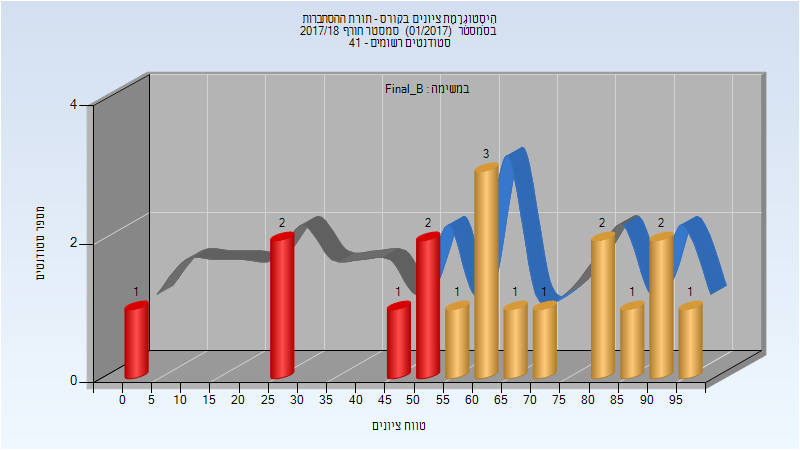 היסטוגרמת ציונים בקורס - תורת ההסתברות
בסמסטר (01/2017) סמסטר חורף 2017/18
סטודנטים רשומים - 41
במשימה : Final_B
מספר סטודנטים
4
2
0
1
2
1
2
1
3
1
1
2
1
2
1
0 5 10 15 20 25 30 35 40 45 50 55 60 65 70 75 80 85 90 95
טווח ציונים